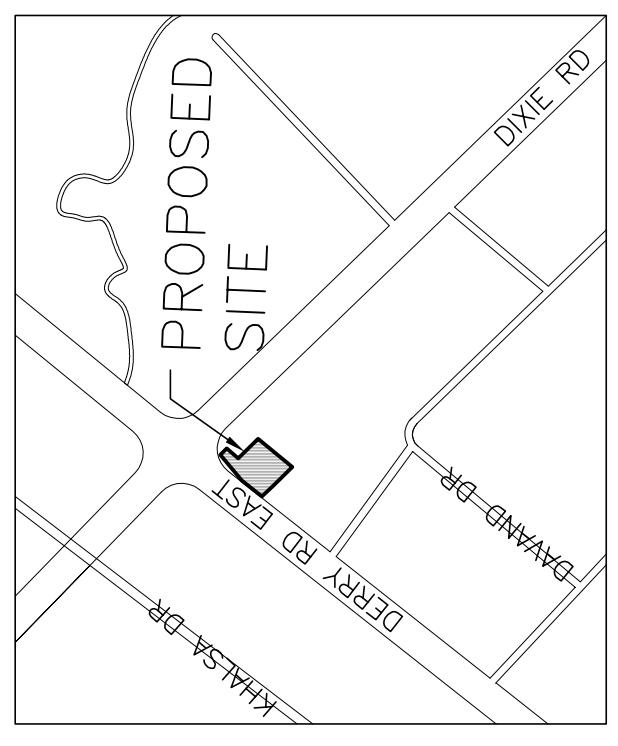 PROPOSED
SITE
DIXIE RD
DAVAND DR
DERRY RD EAST
KHALSA DR